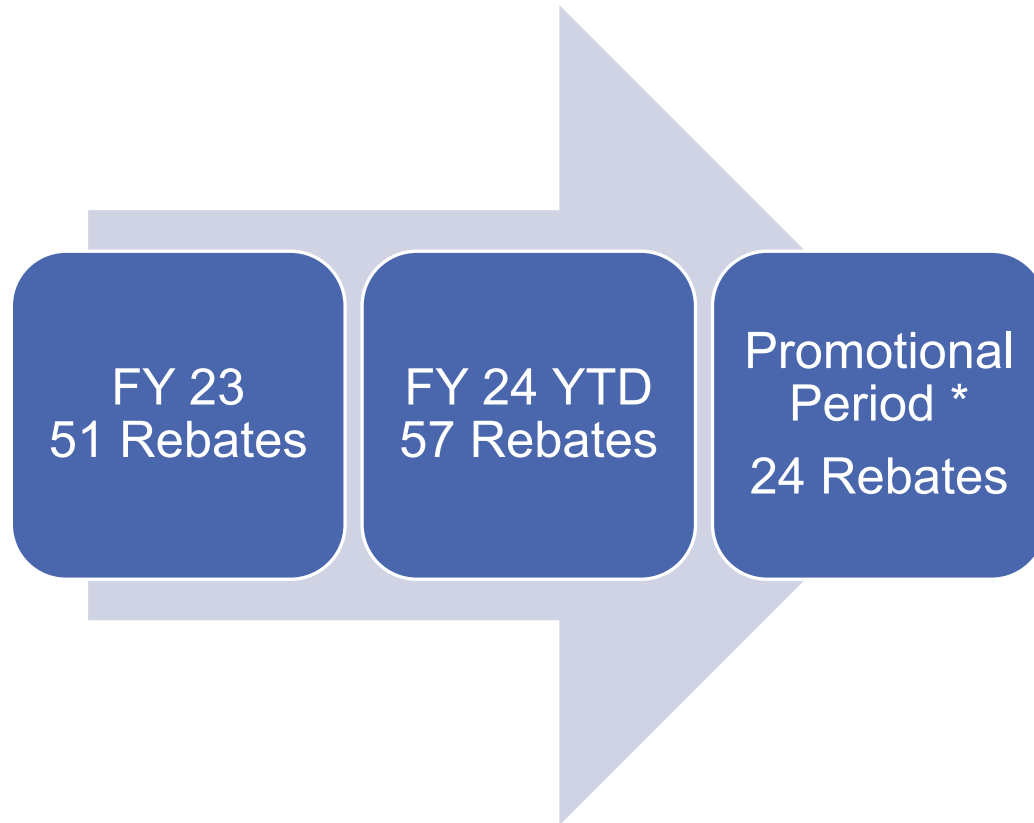 FY 23
51 Rebates
FY 24 YTD
57 Rebates
Promotional
Period *
24 Rebates